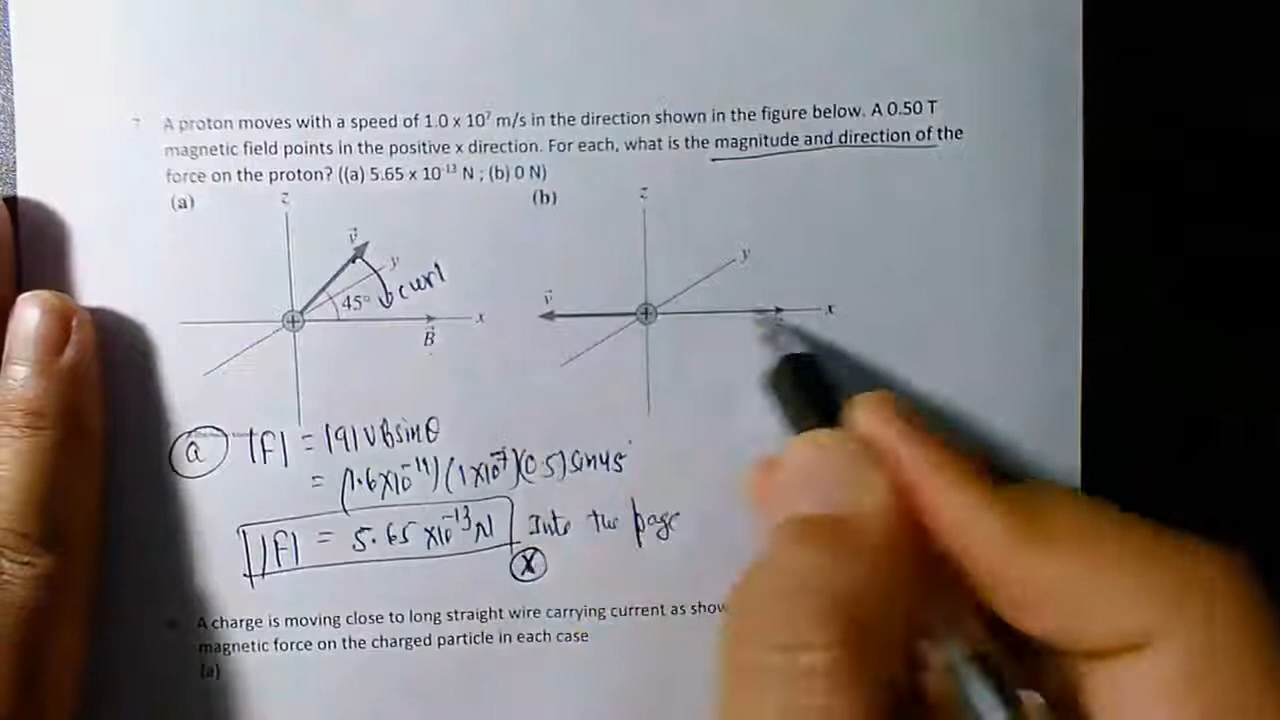 7 A proton moves with a speed of 1.0 x 10⁷ m/s in the direction shown in the figure below. A 0.50 T
magnetic field points in the positive x direction. For each, what is the magnitude and direction of the
force on the proton? ((a) 5.65 x 10⁻¹³ N ; (b) 0 N)
(a) (b)
z z
v⃗ y curl y
45° v⃗
x x
B⃗
(a) |F| = |q|vBsinθ
= (1.6x10⁻¹⁹)(1x10⁷)(0.5)sin45°
|F| = 5.65 x10⁻¹³N Into the page
X
A charge is moving close to long straight wire carrying current as show
magnetic force on the charged particle in each case
(a)